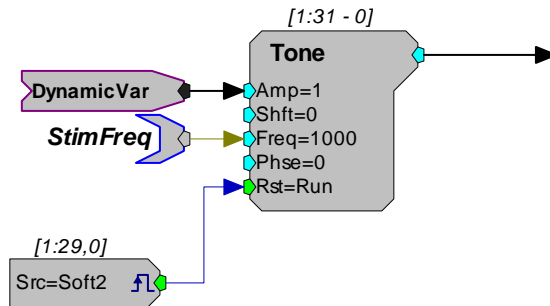 [1:31 - 0]
Tone
DynamicVar
Amp=1
Shft=0
StimFreq
Freq=1000
Phse=0
Rst=Run
[1:29,0]
Src=Soft2